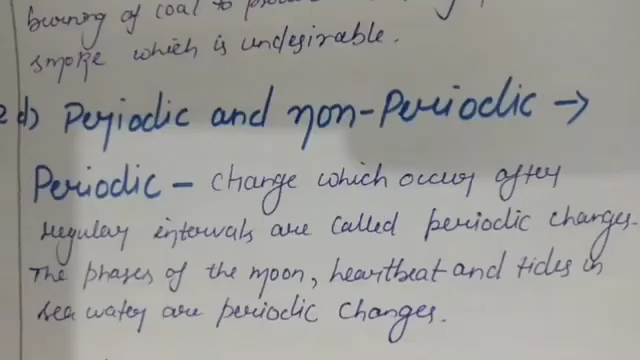 burning of coal to
smoke which is undesirable.
2 d) Periodic and non-Periodic →
Periodic - Change which occur after
regular intervals are called periodic changes.
The phases of the moon, heartbeat and tides in
sea water are periodic changes.